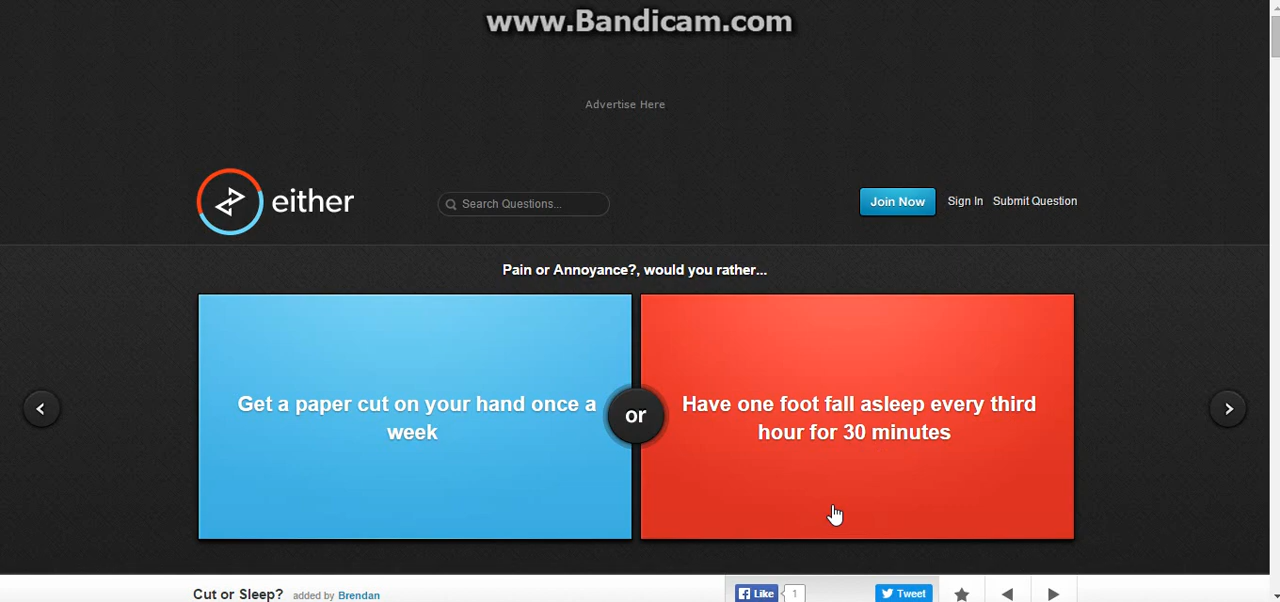 www.Bandicam.com
Advertise Here
either
Search Questions...
Join Now
Sign In
Submit Question
Pain or Annoyance?, would you rather...
Get a paper cut on your hand once a
week
or
Have one foot fall asleep every third
hour for 30 minutes
Cut or Sleep? added by Brendan
Like
1
Tweet